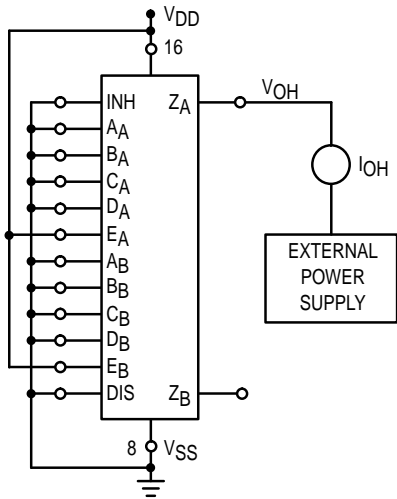 VDD
16
INH
ZA
VOH
AA
BA
CA
IOH
DA
EA
EXTERNAL
POWER
SUPPLY
AB
BB
CB
DB
EB
DIS
ZB
8
VSS